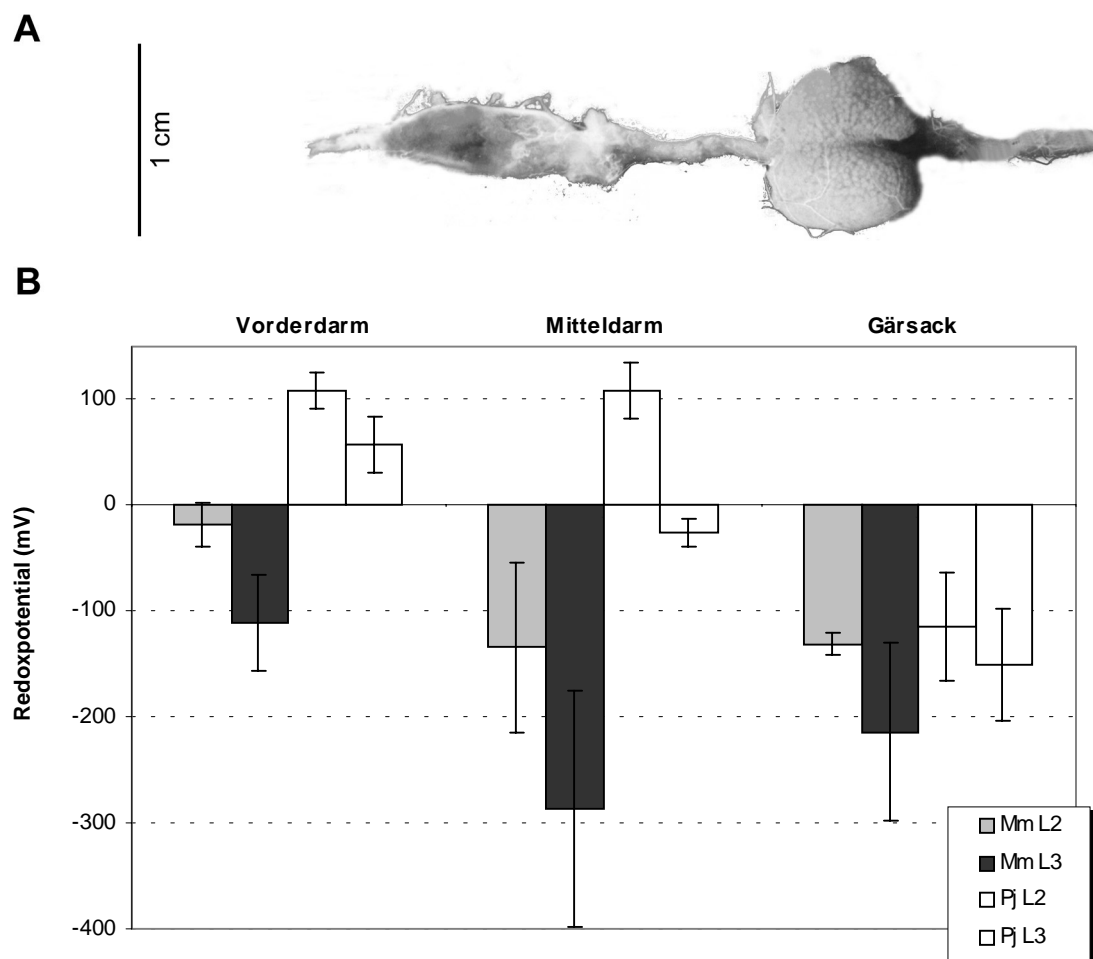 A
1 cm
B
Vorderdarm Mitteldarm Gärsack
Redoxpotential (mV)
100
0
-100
-200
-300
-400
Mm L2
Mm L3
Pj L2
Pj L3